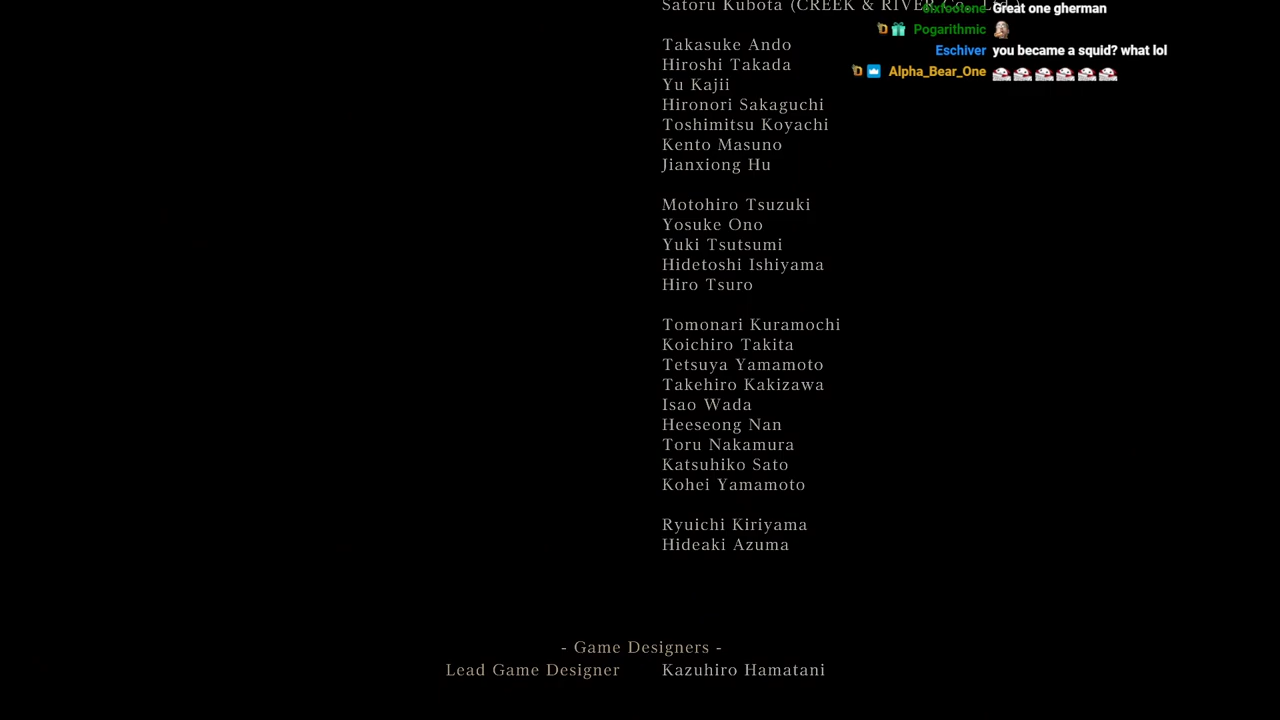 Satoru Kubota (CREEK & RIVER Co., Ltd.)
Takasuke Ando
Hiroshi Takada
Yu Kajii
Hironori Sakaguchi
Toshimitsu Koyachi
Kento Masuno
Jianxiong Hu
Motohiro Tsuzuki
Yosuke Ono
Yuki Tsutsumi
Hidetoshi Ishiyama
Hiro Tsuro
Tomonari Kuramochi
Koichiro Takita
Tetsuya Yamamoto
Takehiro Kakizawa
Isao Wada
Heeseong Nan
Toru Nakamura
Katsuhiko Sato
Kohei Yamamoto
Ryuichi Kiriyama
Hideaki Azuma
- Game Designers -
Lead Game Designer Kazuhiro Hamatani
Great one gherman
Pogarithmic
Eschiver you became a squid? what lol
Alpha_Bear_One